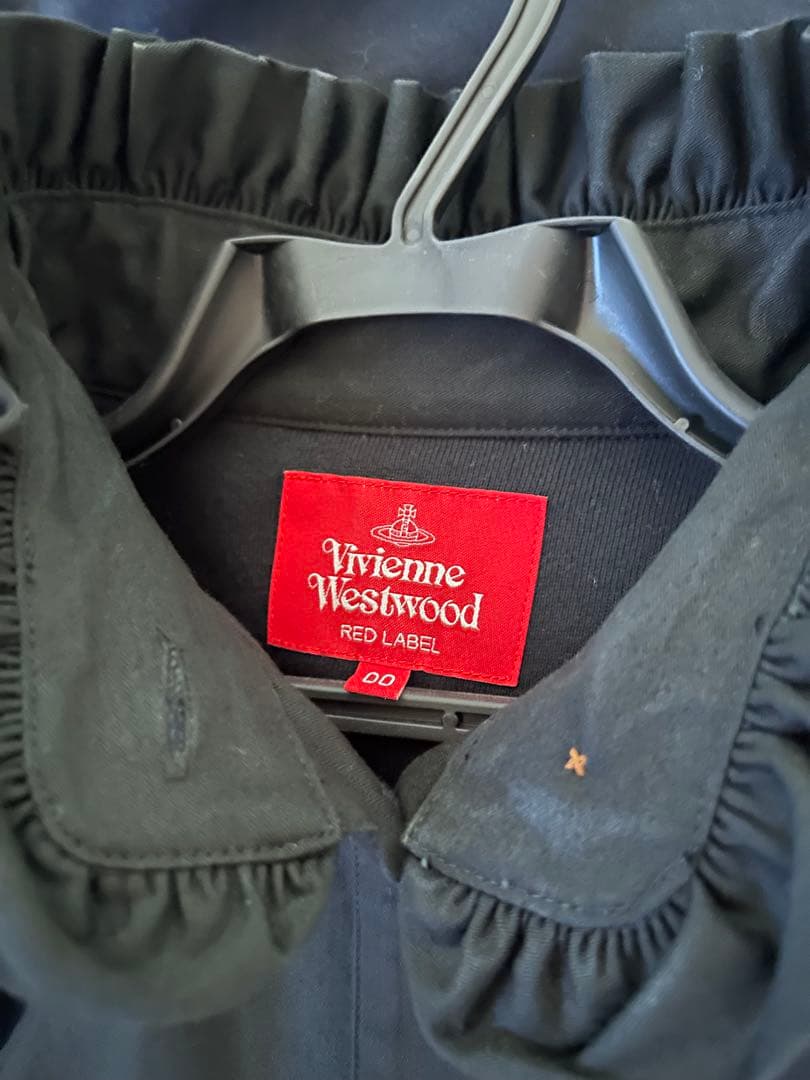 Vivienne
Westwood
RED LABEL
00